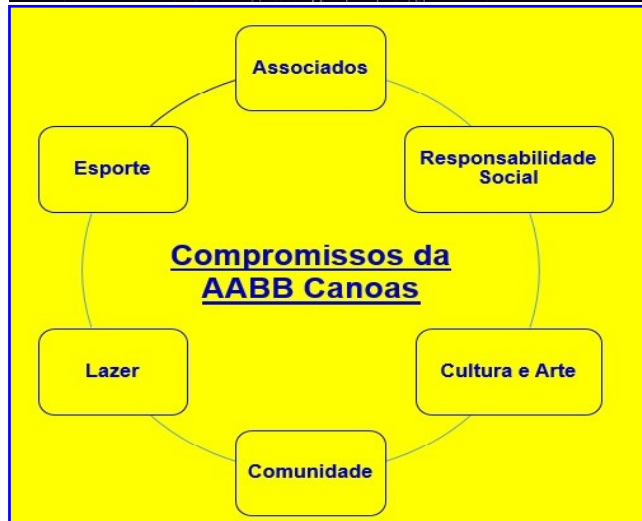 Associados
Esporte
Responsabilidade
Social
Compromissos da
AABB Canoas
Lazer
Cultura e Arte
Comunidade